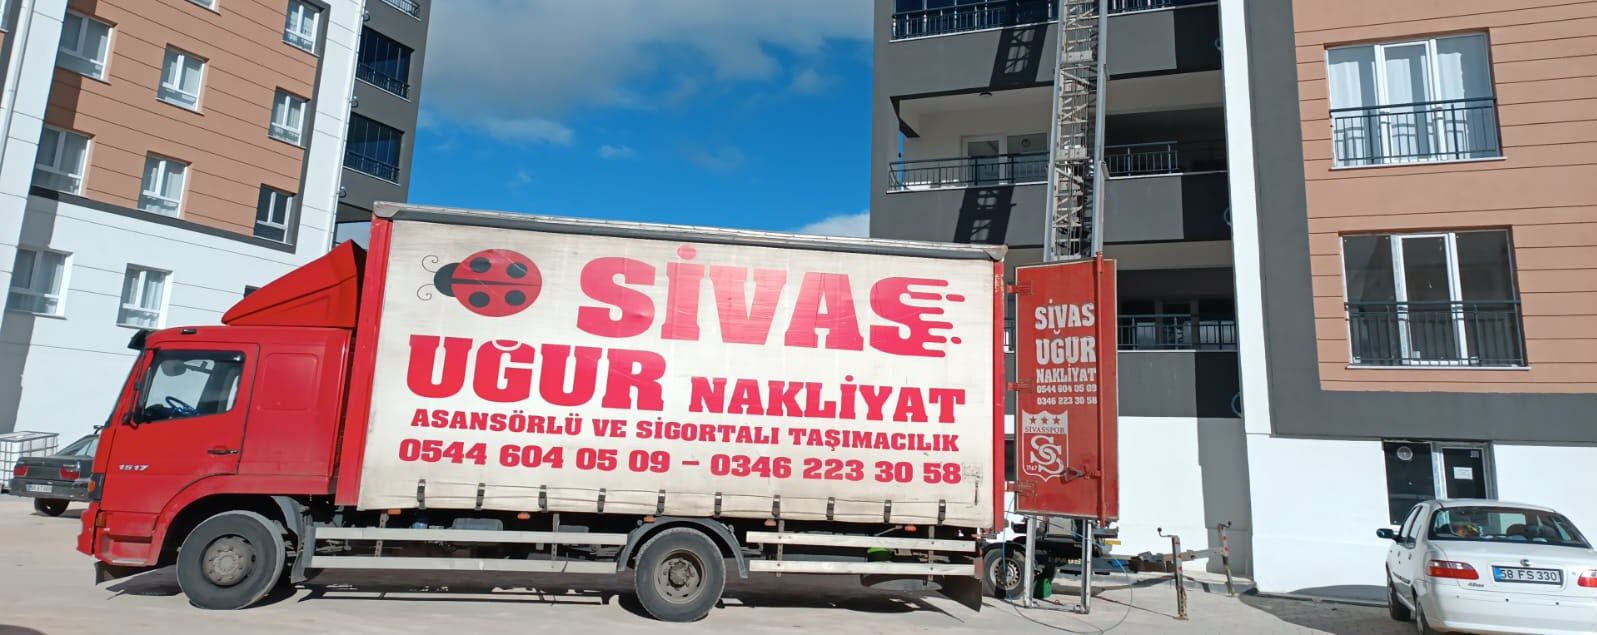 SİVAS
UĞUR NAKLİYAT
ASANSÖRLÜ VE SİGORTALI TAŞIMACILIK
0544 604 05 09 – 0346 223 30 58
1517
SİVAS
UĞUR
NAKLİYAT
0544 604 05 09
0346 223 30 58
SİVASSPOR
1967
58 FS 330